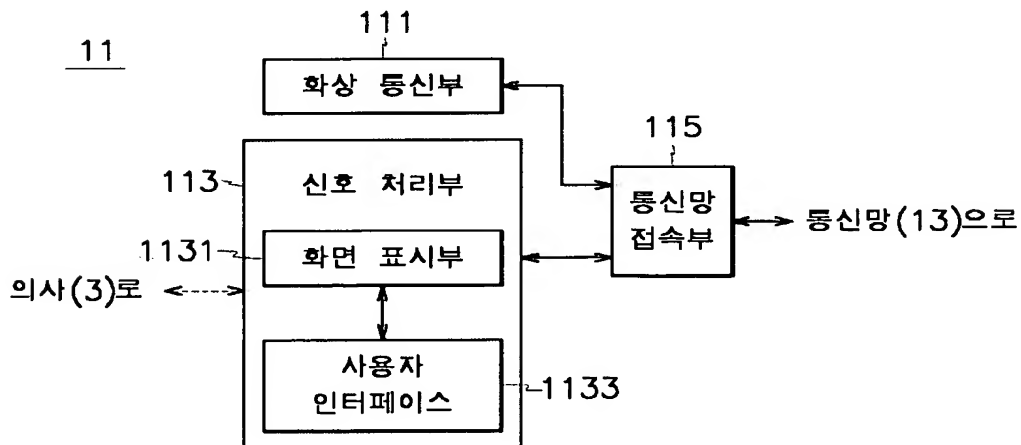 11
111
화상 통신부
115
113
신호 처리부
통신망
접속부
통신망(13)으로
1131
화면 표시부
의사(3)로
사용자
인터페이스
1133